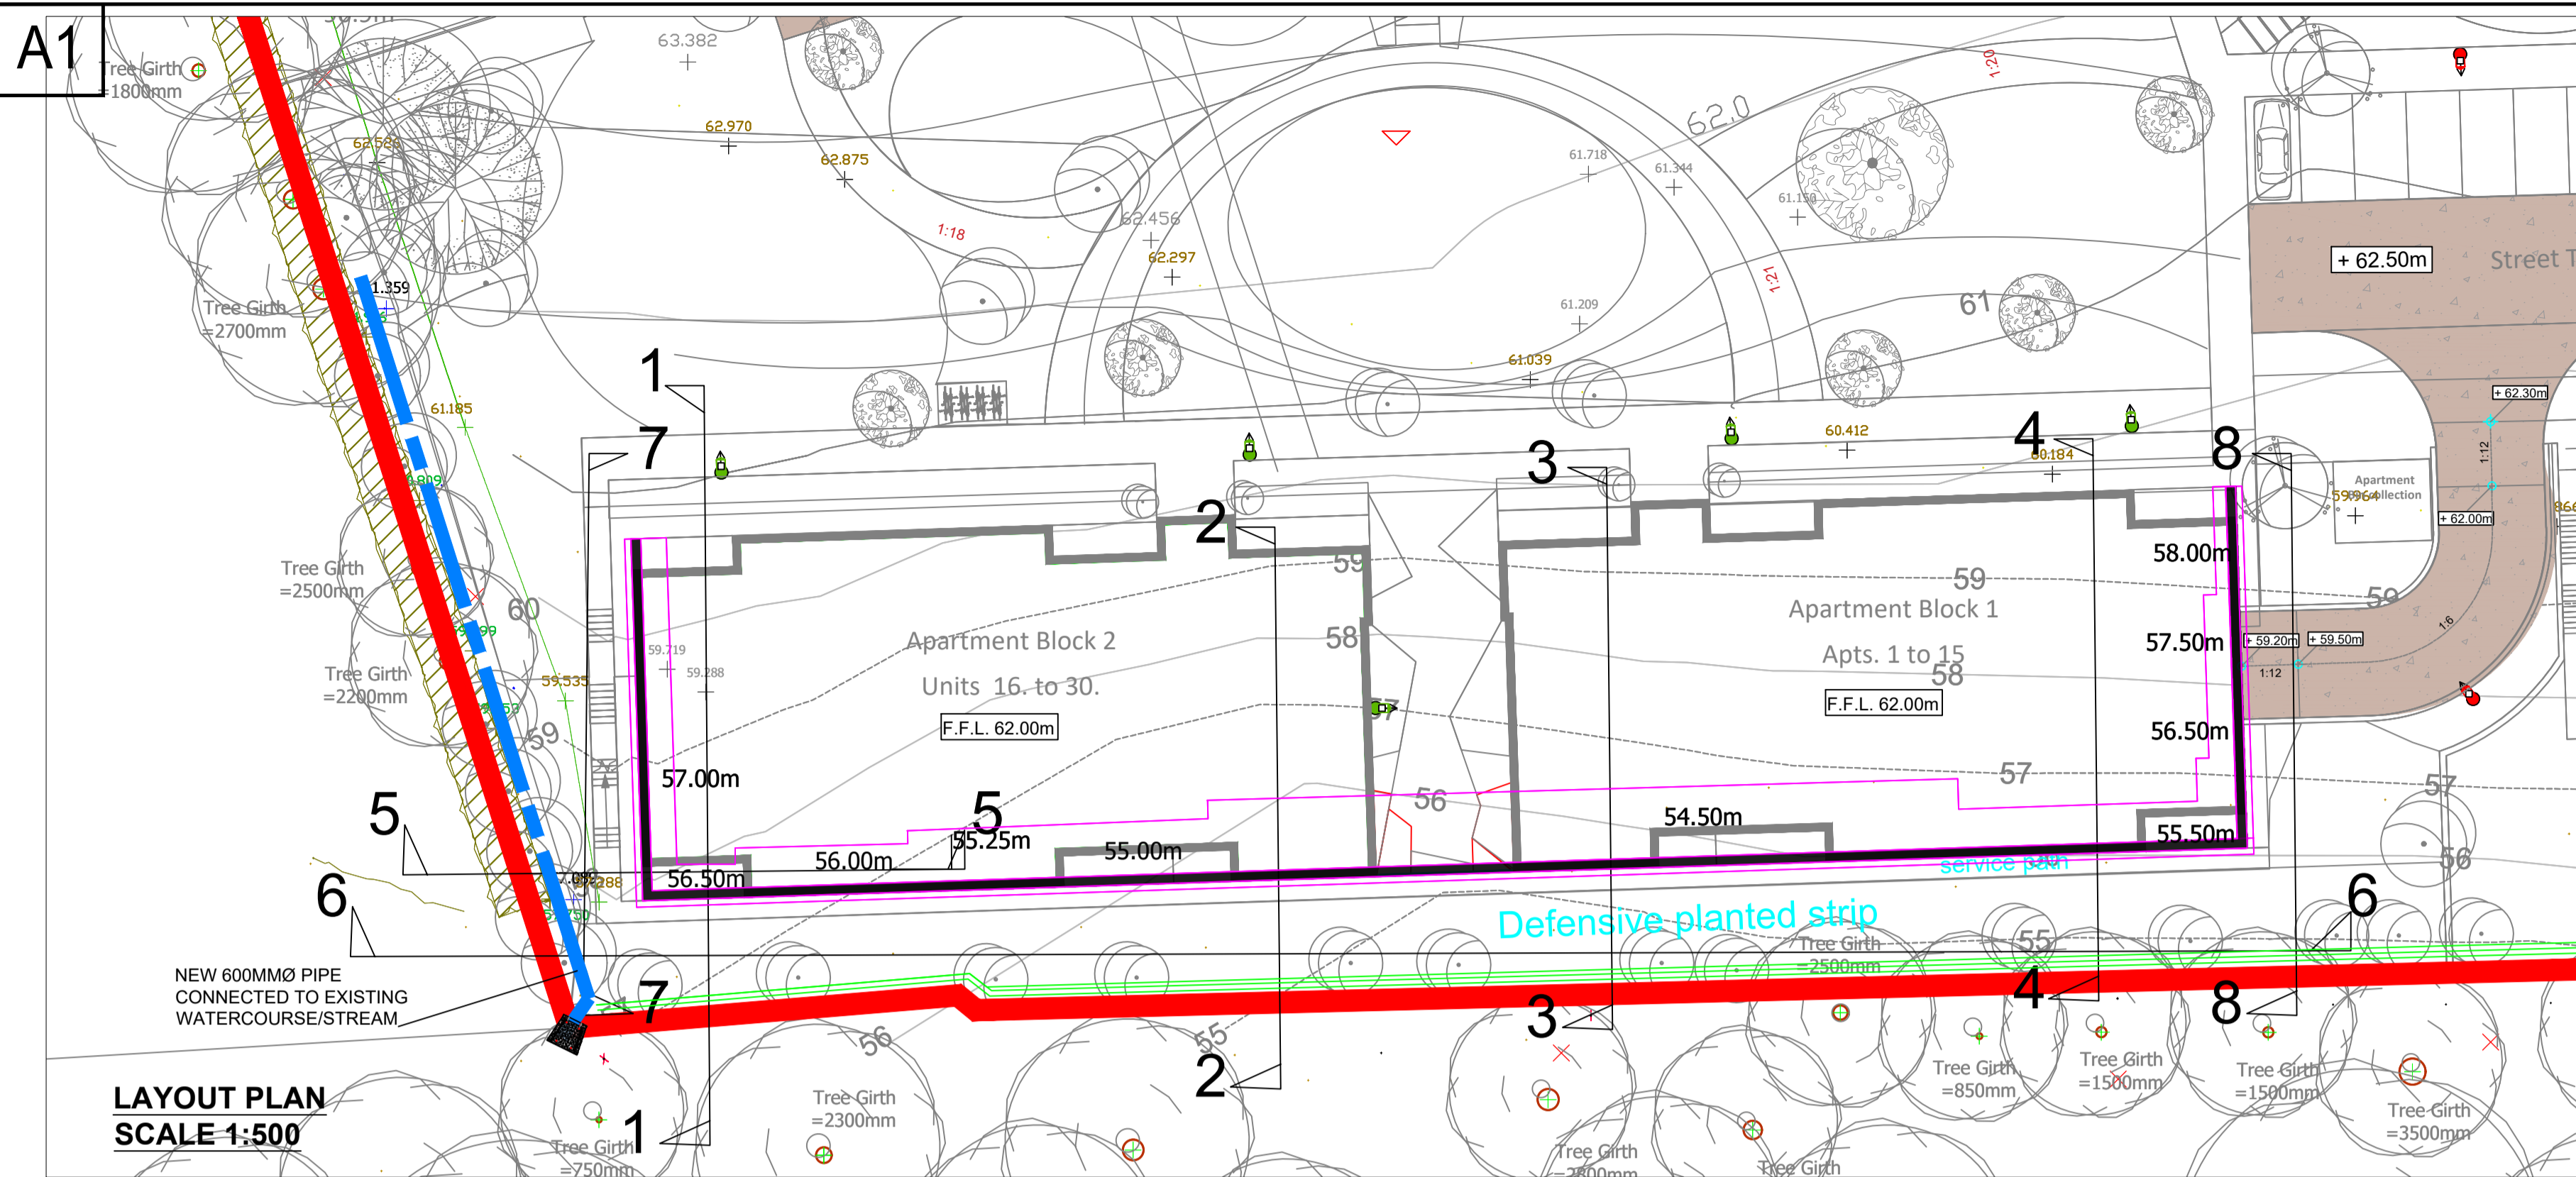 A1
63.382
1:20
Tree Girth
=1800mm
62.0
62.970
62.875
61.718
61.344
62.456
1:18
62.297
+ 62.50m
1.359
1:21
61
61.209
Tree Girth
=2700mm
61.039
1
+ 62.30m
61.185
7
60.412
4
60.184
8
3
1:12
Apartment
2
+ 62.00m
59
59
59
58.00m
Tree Girth
=2500mm
60
Apartment Block 2
Units 16. to 30.
F.F.L. 62.00m
58
Apartment Block 1
Apts. 1 to 15
58
F.F.L. 62.00m
57.50m
+ 59.20m
+ 59.50m
1:6
1:12
59.719
59.288
Tree Girth
=2200mm
59.535
59
56.50m
57.00m
57
57
56
5
5
55.25m
54.50m
55.50m
56.00m
55.00m
56.50m
service path
56
6
6
Defensive planted strip
55
Tree Girth
=2500mm
NEW 600MMØ PIPE
CONNECTED TO EXISTING
WATERCOURSE/STREAM
7
3
4
8
56
55
2
1
Tree Girth
=850mm
Tree Girth
=1500mm
Tree Girth
=1500mm
Tree Girth
=3500mm
Tree Girth
=2300mm
LAYOUT PLAN
SCALE 1:500
Tree Girth
=750mm
Tree Girth
Tree Girth